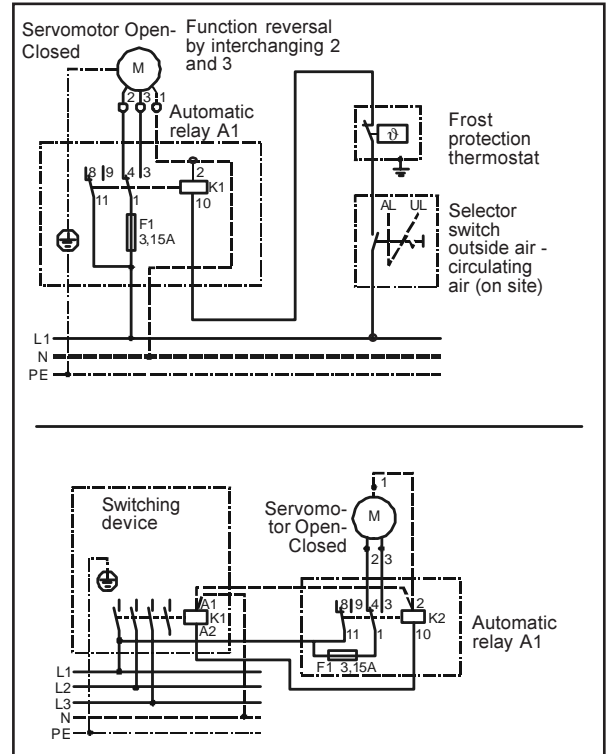 Servomotor Open-
Closed
Function reversal
by interchanging 2
and 3
M
2 3 1
Automatic
relay A1
8 9 4 3 2
K1
11 1 10
F1
3,15A
ϑ
Frost
protection
thermostat
AL UL
Selector
switch
outside air -
circulating
air (on site)
L1
N
PE
Switching
device
Servomo-
tor Open-
Closed
1
M
2 3
A1
K1
A2
8 9 4 3 2
K2
11 1 10
F1 3,15A
Automatic
relay A1
L1
L2
L3
N
PE